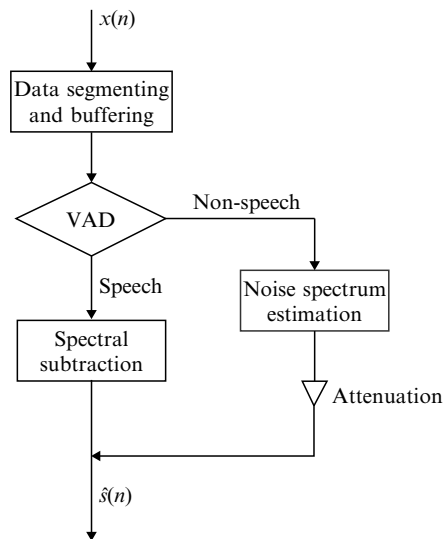 x(n)
Data segmenting
and buffering
VAD
Non-speech
Speech
Noise spectrum
estimation
Spectral
subtraction
Attenuation
ŝ(n)